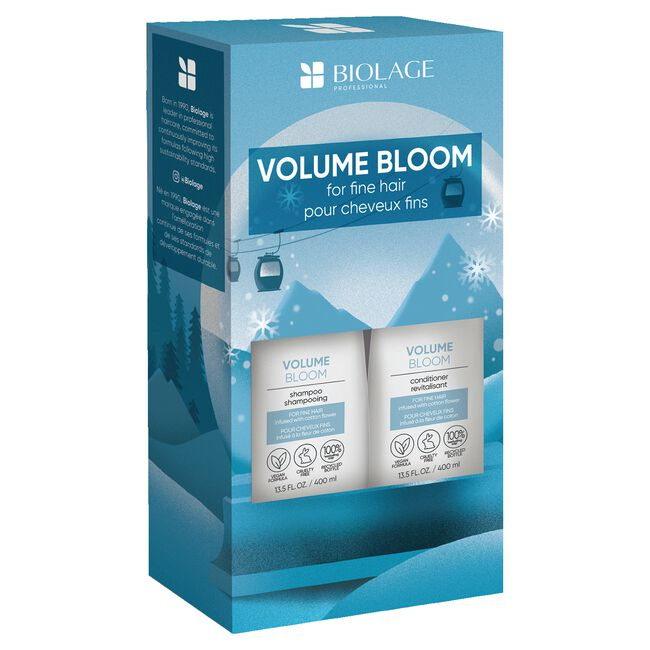 BIOLAGE
PROFESSIONAL
VOLUME BLOOM
for fine hair
pour cheveux fins
Born in 1990, Biolage is
leader in professional
haircare, committed to
continuously improving its
formulas following high
sustainability standards.
@Biolage
Né en 1990, Biolage est une
marque engagée dans
l'amélioration
continue de ses formules et
de ses standards de
développement durable.
VOLUME
BLOOM
shampoo
shampooing
FOR FINE HAIR
infused with cotton flower
POUR CHEVEUX FINS
infusé à la fleur de coton
VEGAN
FORMULA
CRUELTY
FREE
100%
RECYCLED
BOTTLE
13.5 FL. OZ. / 400 ml
VOLUME
BLOOM
conditioner
revitalisant
FOR FINE HAIR
infused with cotton flower
POUR CHEVEUX FINS
infusé à la fleur de coton
VEGAN
FORMULA
CRUELTY
FREE
100%
RECYCLED
BOTTLE
13.5 FL. OZ. / 400 ml